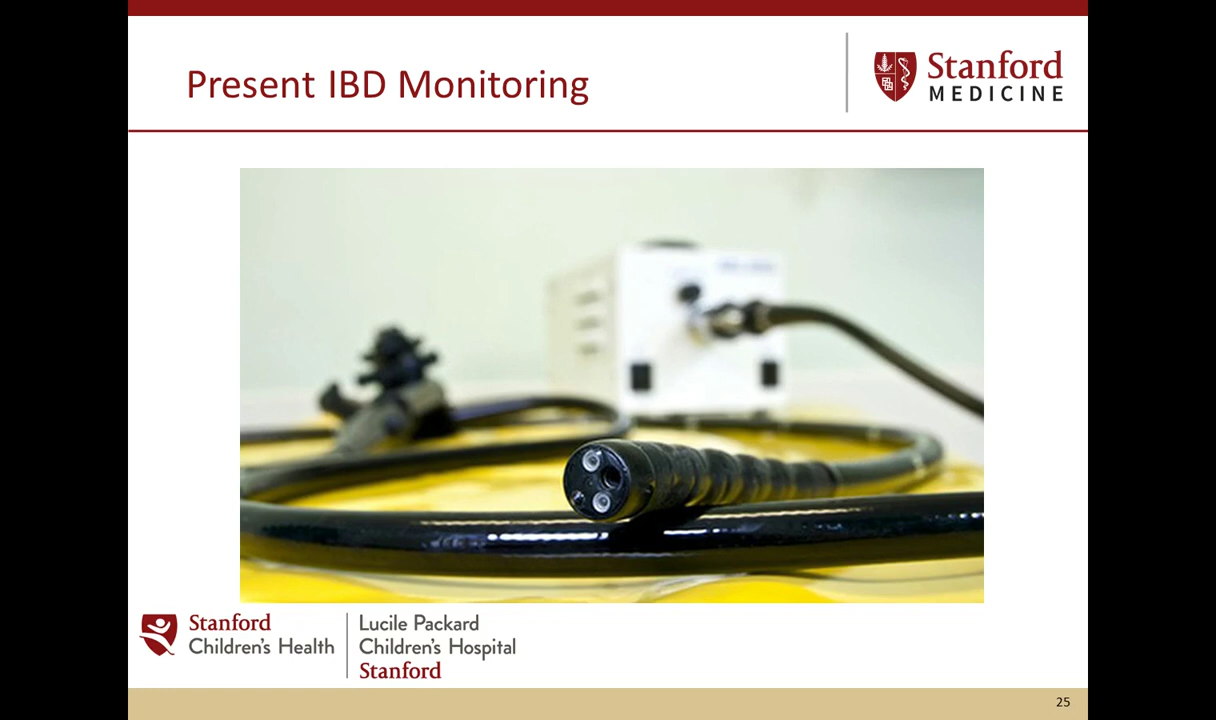 Present IBD Monitoring
Stanford
MEDICINE
Stanford
Children's Health
Lucile Packard
Children's Hospital
Stanford
25